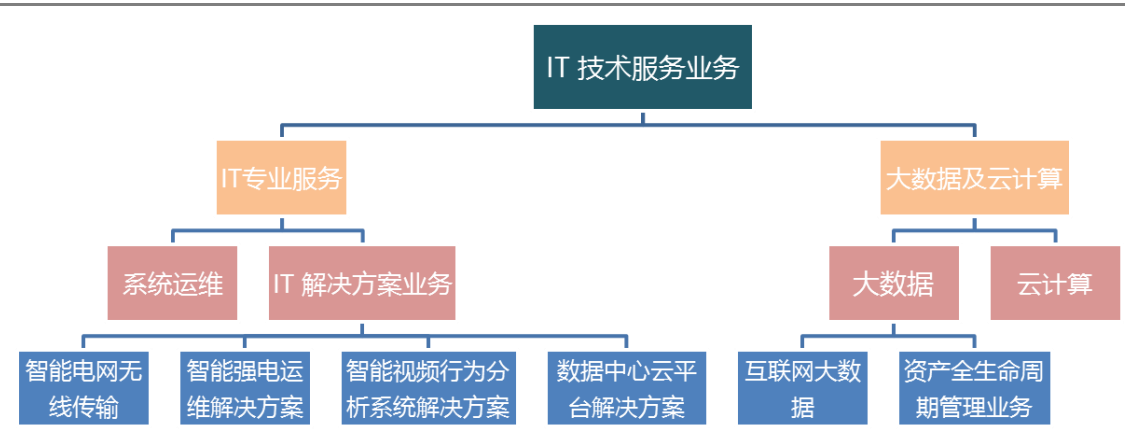 IT 技术服务业务
IT专业服务
大数据及云计算
系统运维
IT 解决方案业务
大数据
云计算
智能电网无
线传输
智能强电运
维解决方案
智能视频行为分
析系统解决方案
数据中心云平
台解决方案
互联网大数
据
资产全生命周
期管理业务